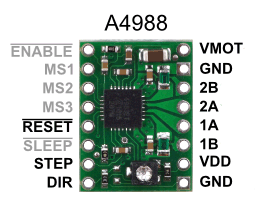 A4988
ENABLE
MS1
MS2
MS3
RESET
SLEEP
STEP
DIR
VMOT
GND
2B
2A
1A
1B
VDD
GND